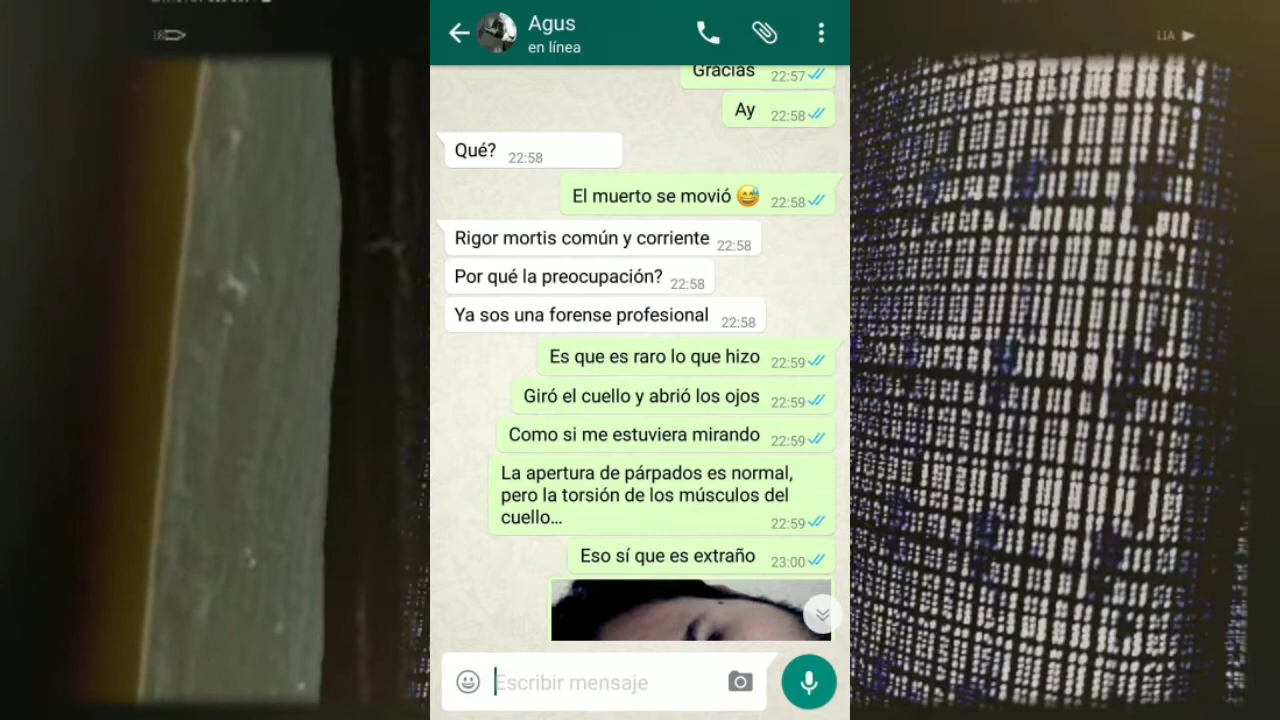 Agus
en línea
Gracias 22:57
Ay 22:58
Qué? 22:58
El muerto se movió 😅 22:58
Rigor mortis común y corriente 22:58
Por qué la preocupación? 22:58
Ya sos una forense profesional 22:58
Es que es raro lo que hizo 22:59
Giró el cuello y abrió los ojos 22:59
Como si me estuviera mirando 22:59
La apertura de párpados es normal,
pero la torsión de los músculos del
cuello... 22:59
Eso sí que es extraño 23:00
Escribir mensaje